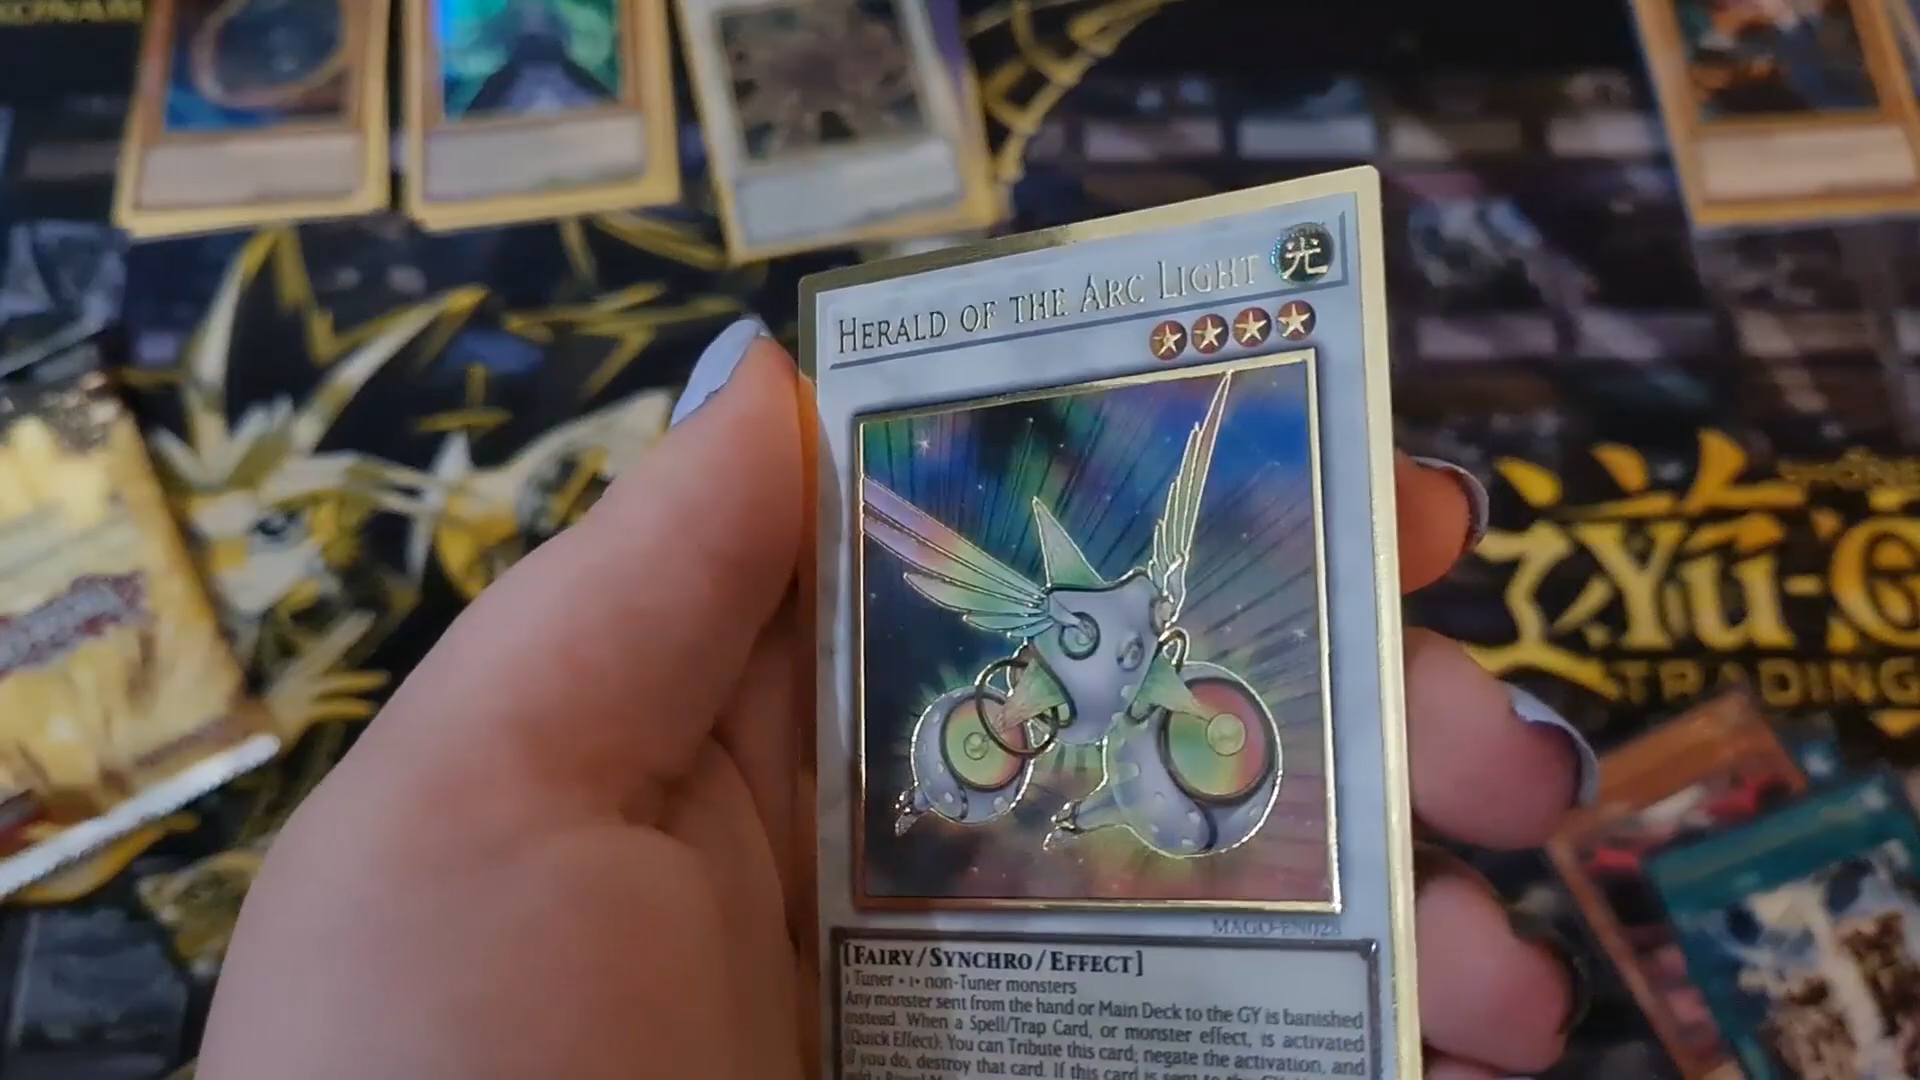 KONAMI
HERALD OF THE ARC LIGHT
光
MAGO-EN028
[FAIRY/SYNCHRO/EFFECT]
1 Tuner + 1+ non-Tuner monsters
Any monster sent from the hand or Main Deck to the GY is banished
instead. When a Spell/Trap Card, or monster effect, is activated
(Quick Effect): You can Tribute this card; negate the activation, and
if you do, destroy that card. If this card is sent to the GY:
Yu-G
TRADING